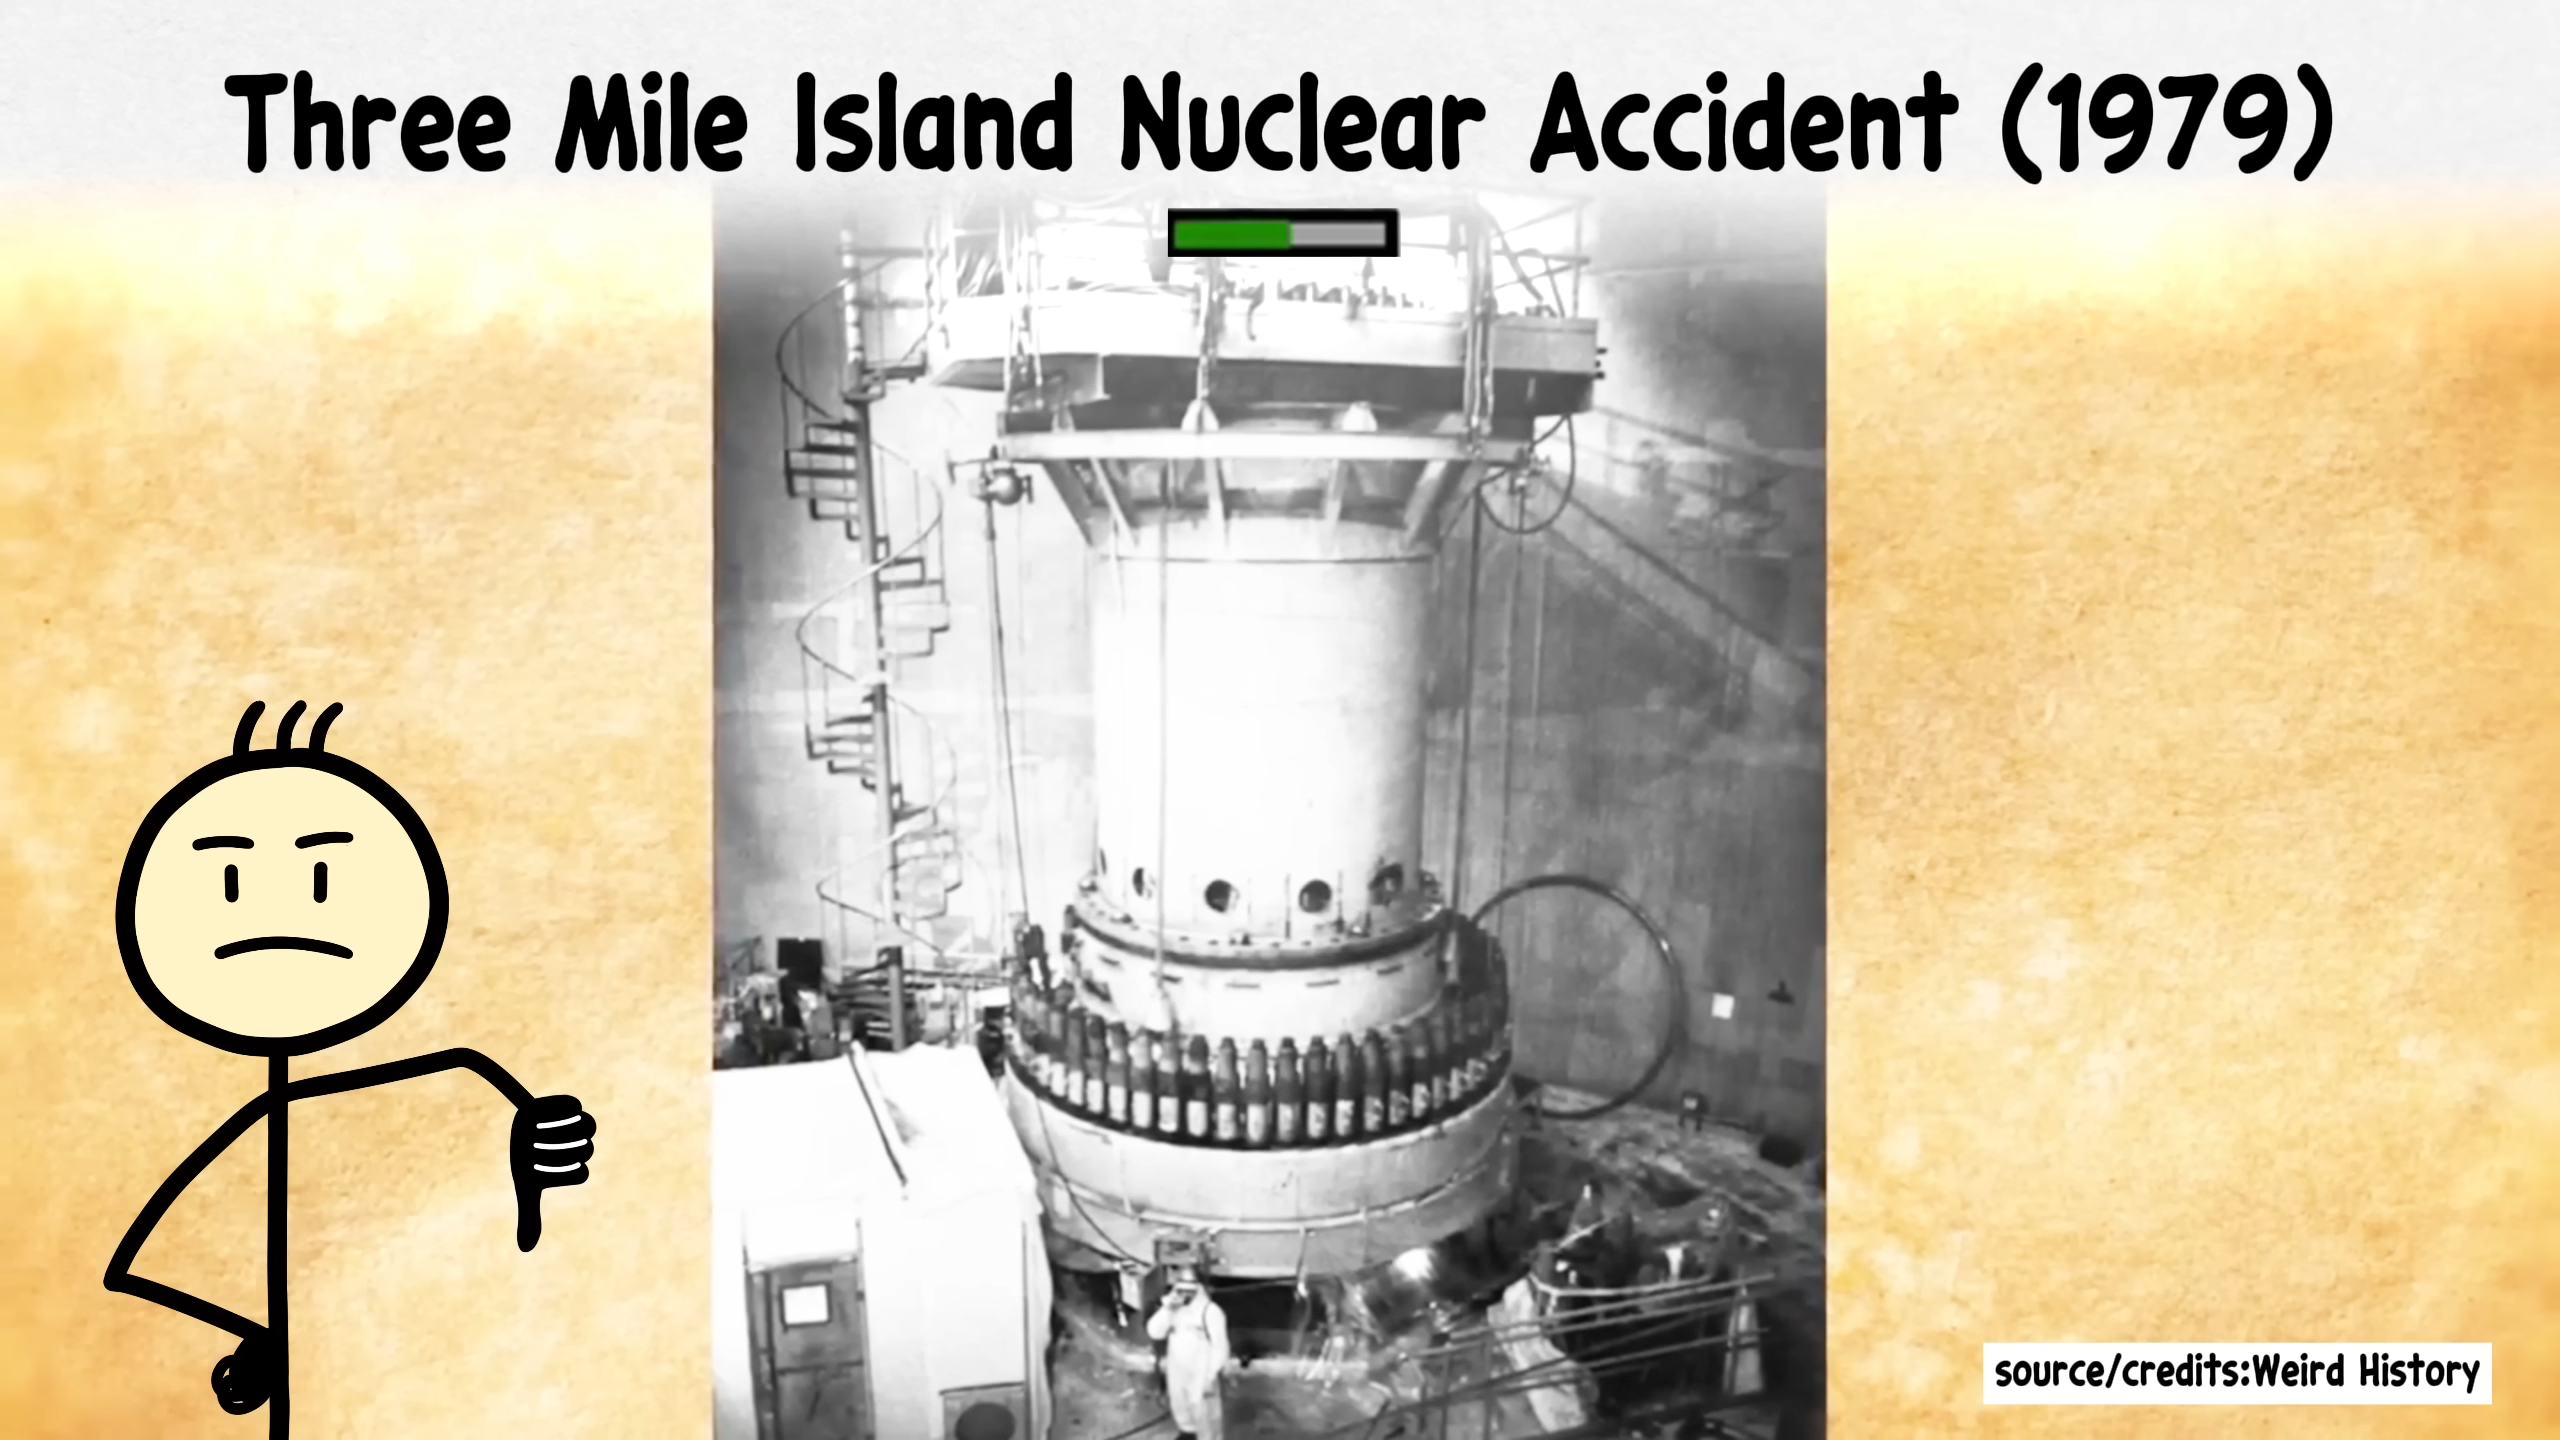 Three Mile Island Nuclear Accident (1979)
source/credits:Weird History